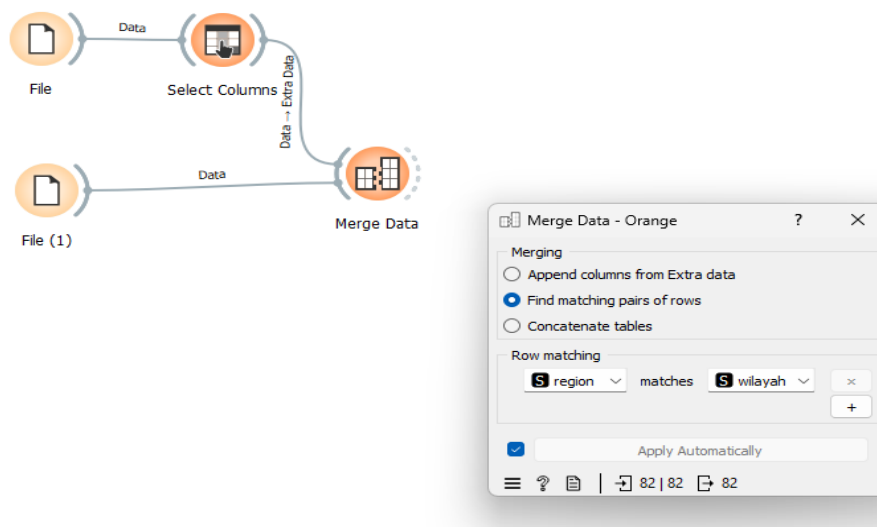 Data
File
Select Columns
Data → Extra Data
Data
File (1)
Merge Data
Merge Data - Orange
?
Merging
Append columns from Extra data
Find matching pairs of rows
Concatenate tables
Row matching
S region matches S wilayah ×
+
Apply Automatically
? 82 | 82 82